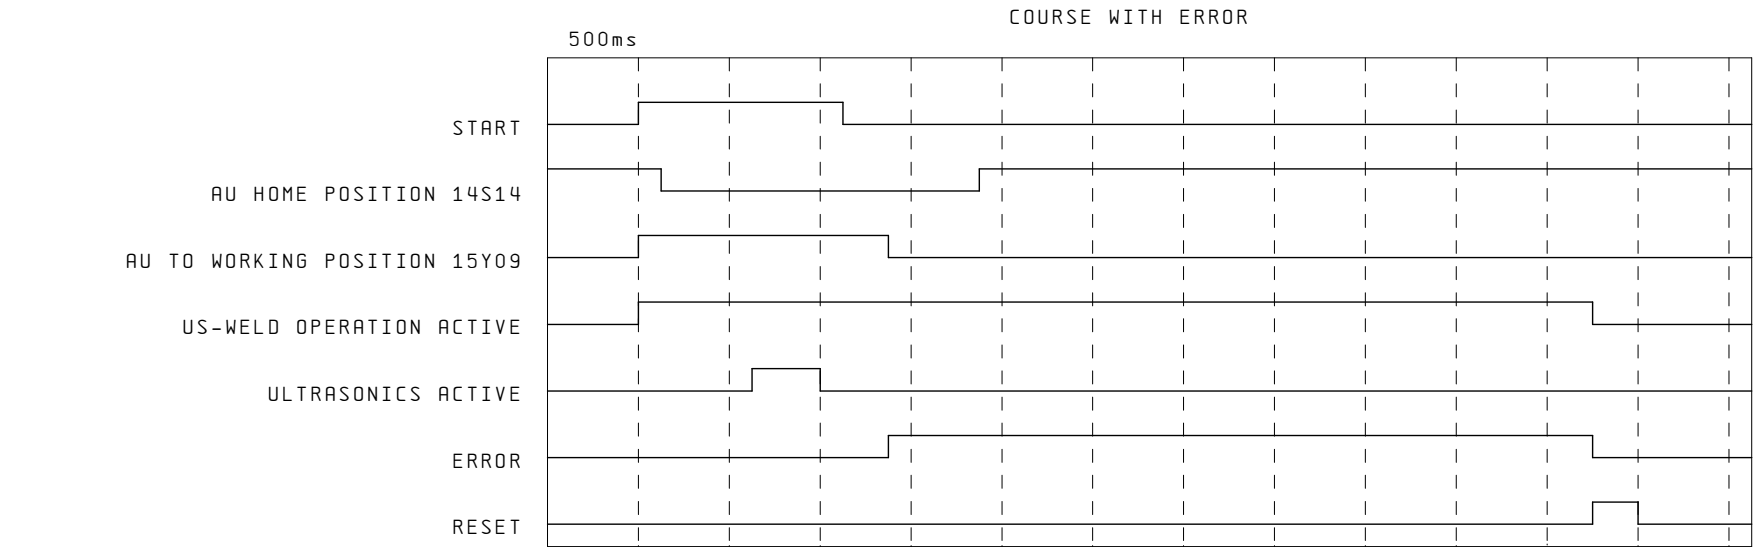 COURSE WITH ERROR
500ms
START
AU HOME POSITION 14S14
AU TO WORKING POSITION 15Y09
US-WELD OPERATION ACTIVE
ULTRASONICS ACTIVE
ERROR
RESET